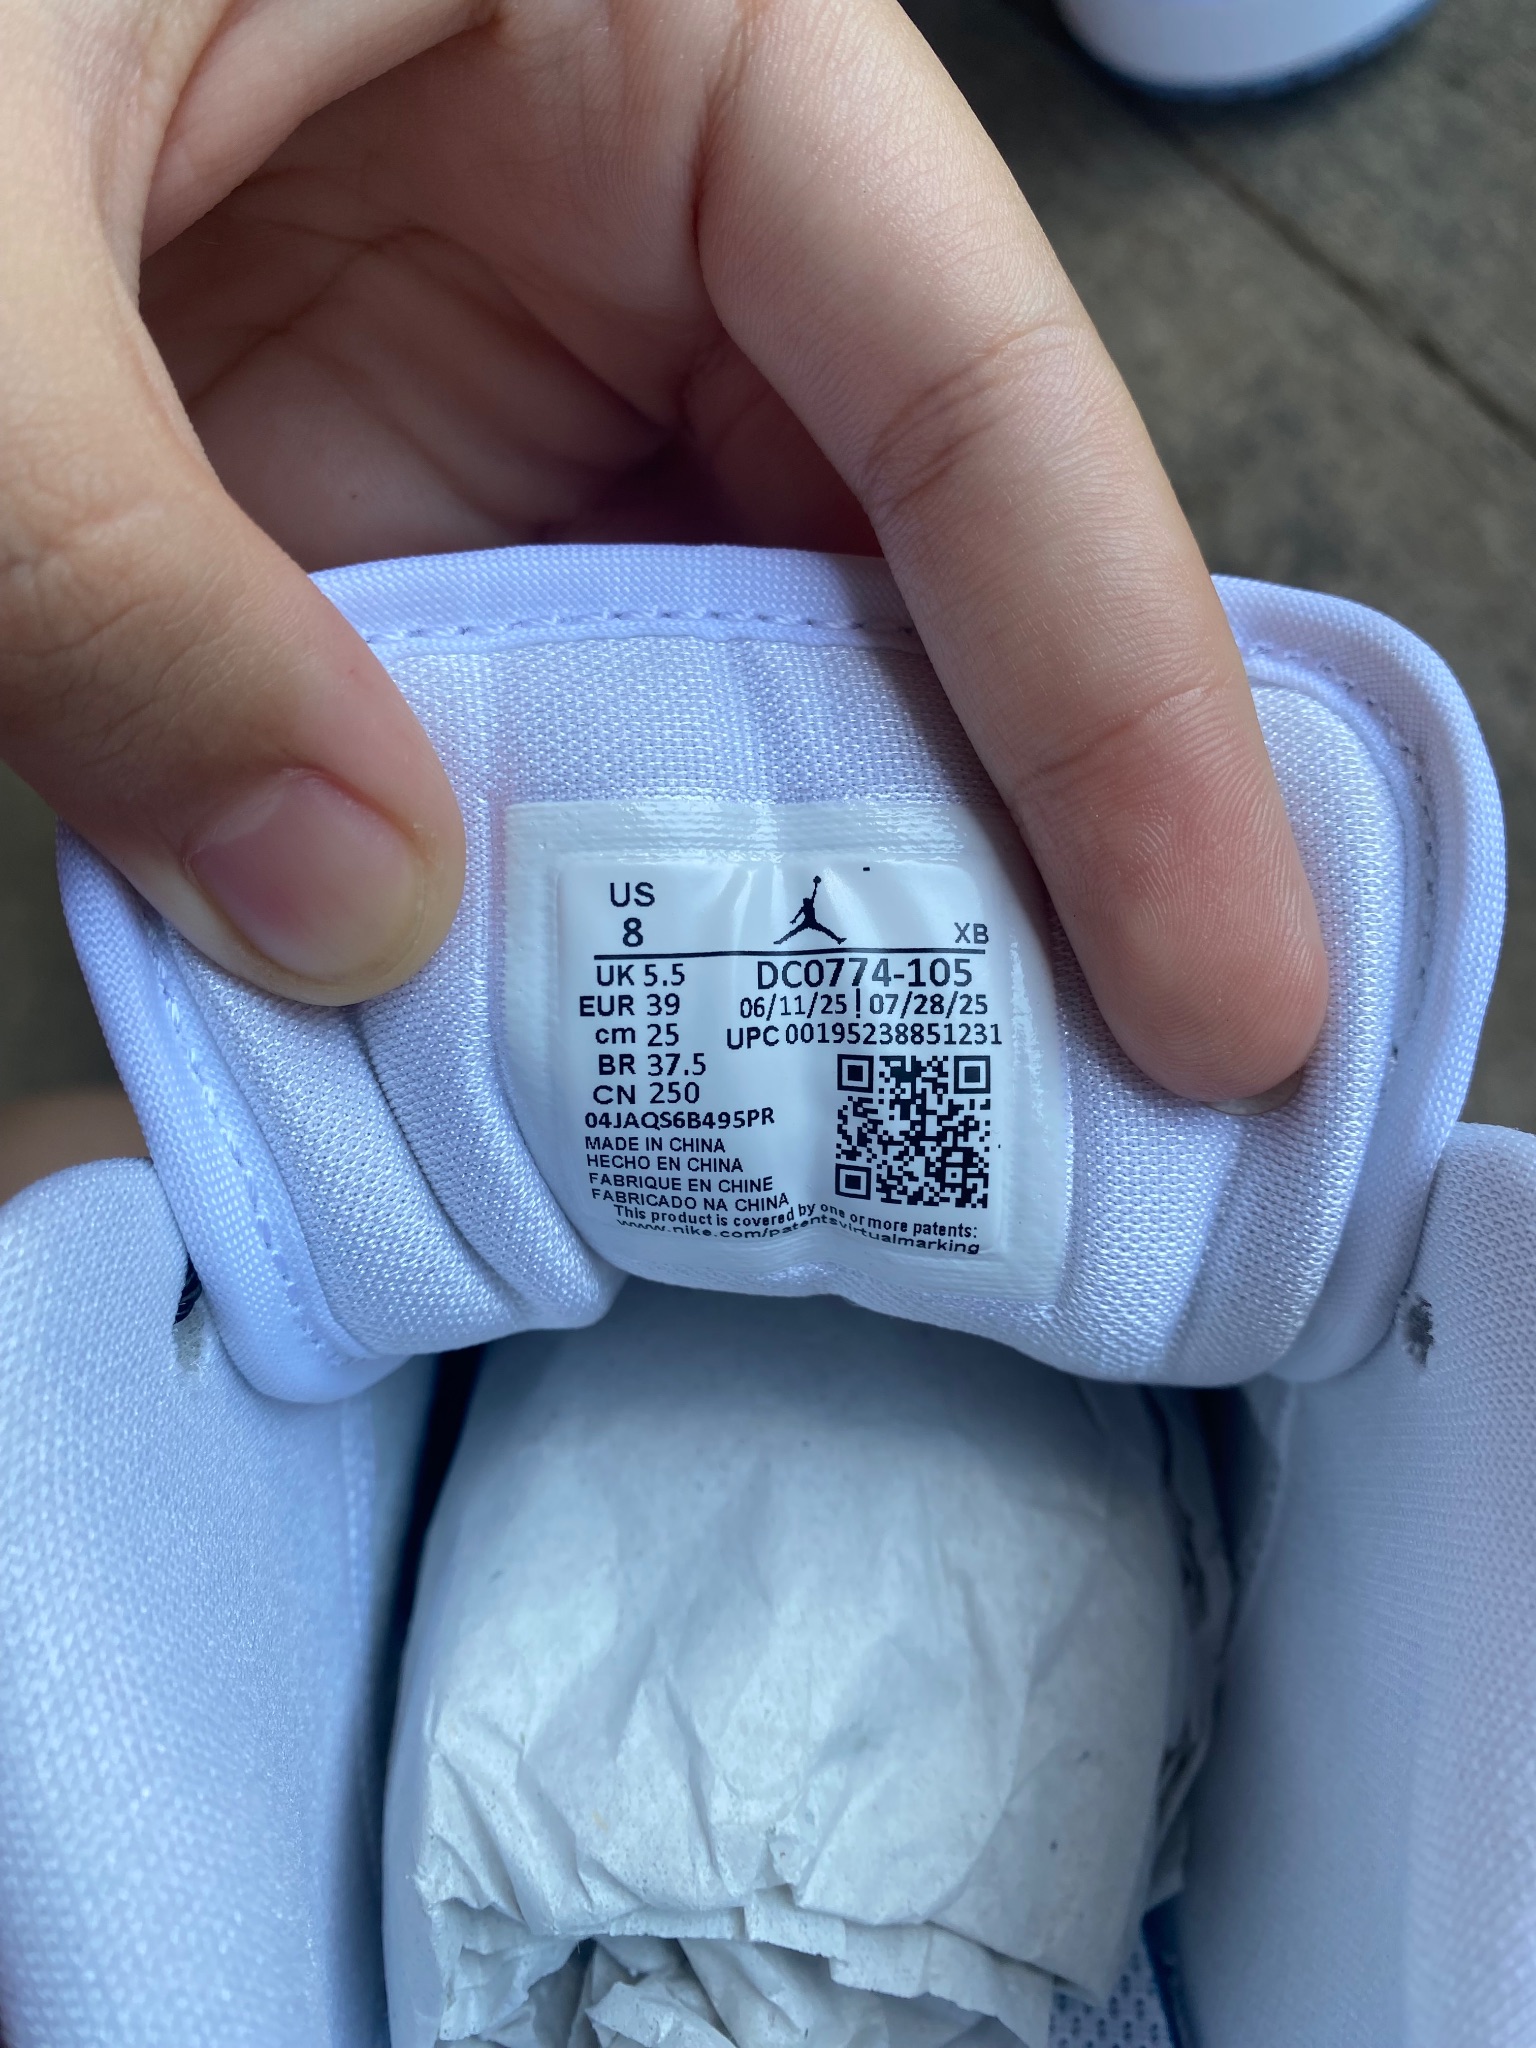 US
8 XB
UK 5.5 DC0774-105
EUR 39 06/11/25 | 07/28/25
cm 25 UPC 00195238851231
BR 37.5
CN 250
04JAQS6B495PR
MADE IN CHINA
HECHO EN CHINA
FABRIQUE EN CHINE
FABRICADO NA CHINA
This product is covered by one or more patents:
www.nike.com/patentsvirtualmarking